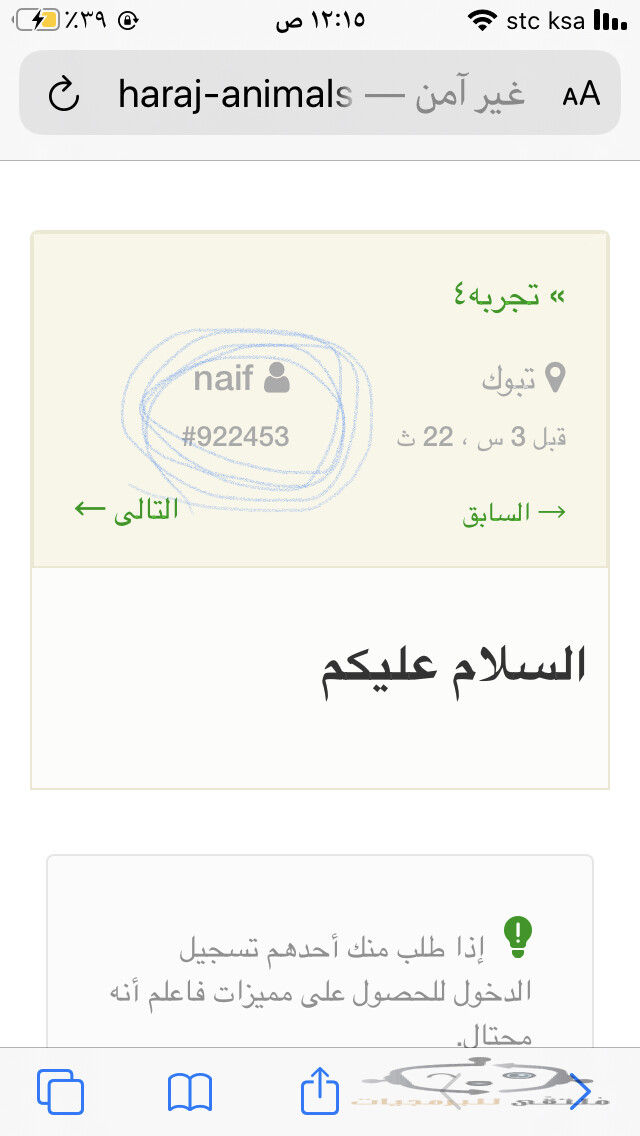 ٪٣٩ ١٢:١٥ ص stc ksa
haraj-animals — غير آمن AA
« تجربه٤
تبوك naif
قبل 3 س ، 22 ث #922453
→ السابق التالى ←
السلام عليكم
إذا طلب منك أحدهم تسجيل
الدخول للحصول على مميزات فاعلم أنه
محتال.
للبرمجيات